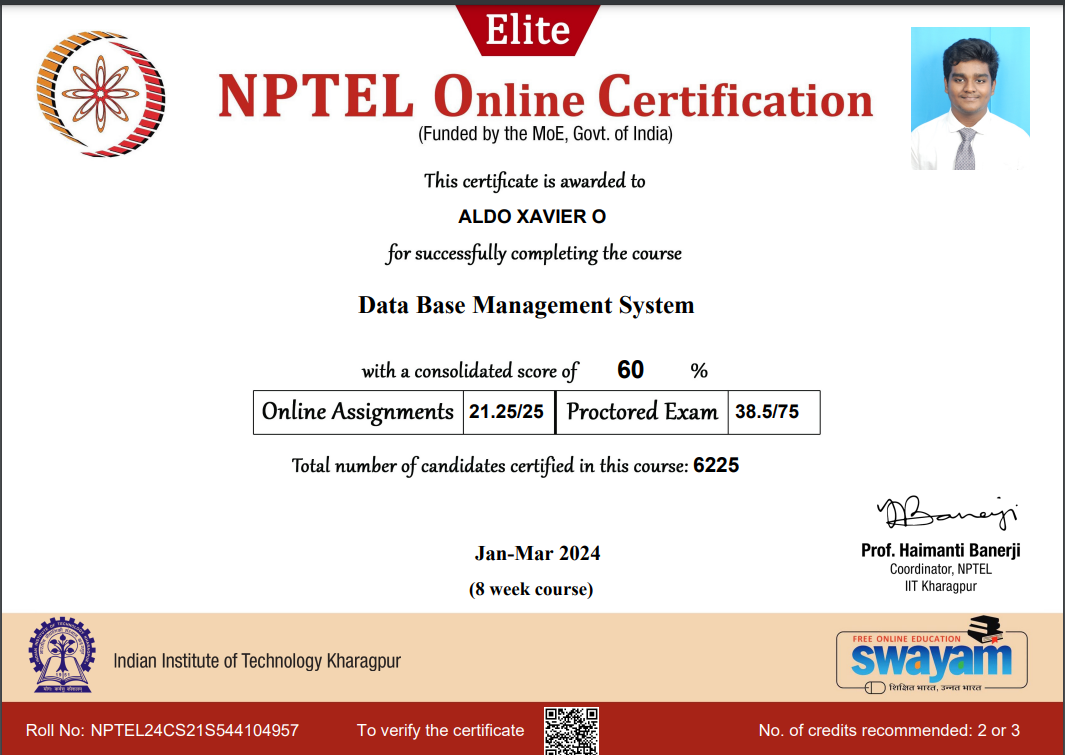 Elite
NPTEL Online Certification
(Funded by the MoE, Govt. of India)
This certificate is awarded to
ALDO XAVIER O
for successfully completing the course
Data Base Management System
with a consolidated score of 60 %
Online Assignments 21.25/25 Proctored Exam 38.5/75
Total number of candidates certified in this course: 6225
Jan-Mar 2024
(8 week course)
Prof. Haimanti Banerji
Coordinator, NPTEL
IIT Kharagpur
Indian Institute of Technology Kharagpur
FREE ONLINE EDUCATION
swayam
शिक्षित भारत, उन्नत भारत
Roll No: NPTEL24CS21S544104957
To verify the certificate
No. of credits recommended: 2 or 3